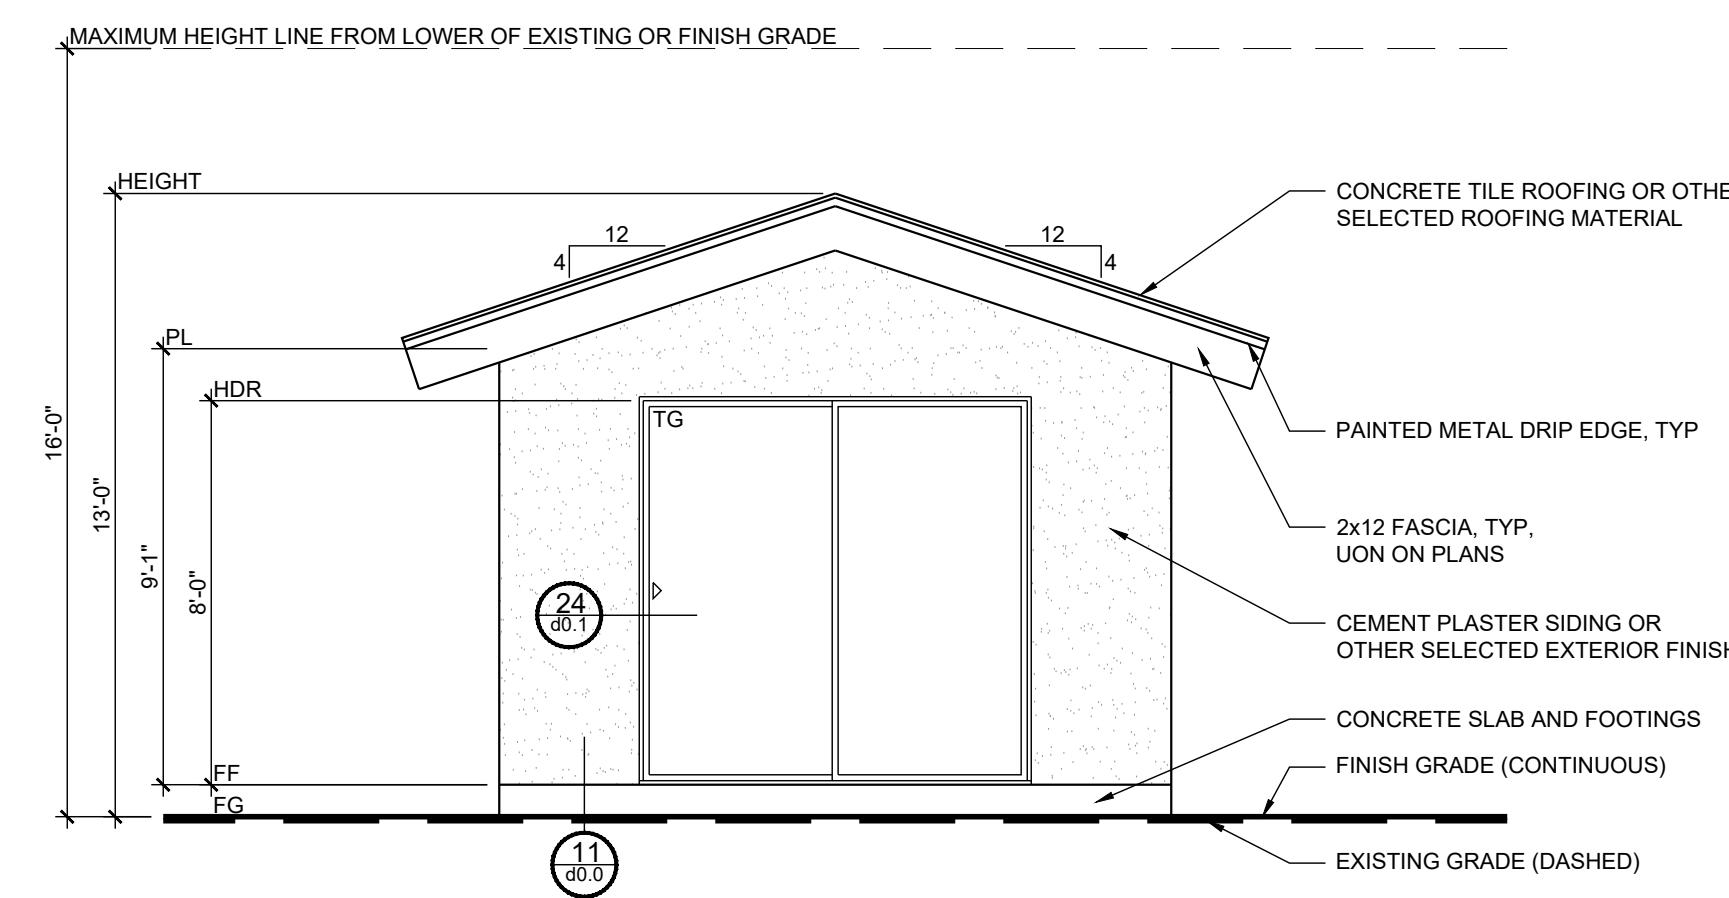 MAXIMUM HEIGHT LINE FROM LOWER OF EXISTING OR FINISH GRADE
HEIGHT
12
4
12
4
CONCRETE TILE ROOFING OR OTHE
SELECTED ROOFING MATERIAL
PL
HDR
TG
16'-0"
13'-0"
9'-1"
8'-0"
PAINTED METAL DRIP EDGE, TYP
2x12 FASCIA, TYP,
UON ON PLANS
24
d0.1
CEMENT PLASTER SIDING OR
OTHER SELECTED EXTERIOR FINISH
CONCRETE SLAB AND FOOTINGS
FF
FINISH GRADE (CONTINUOUS)
FG
11
d0.0
EXISTING GRADE (DASHED)